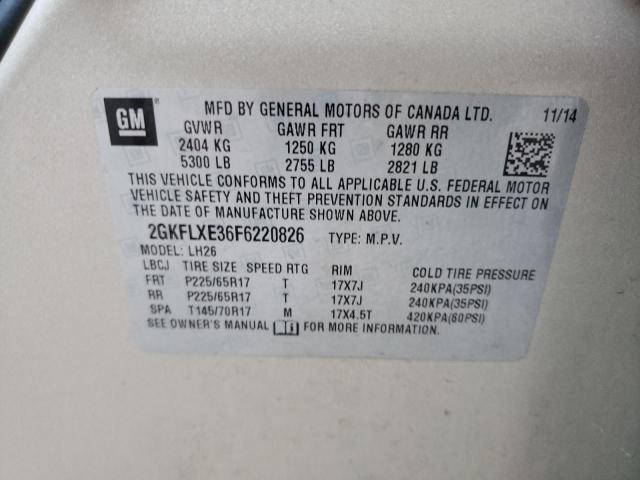 GM
MFD BY GENERAL MOTORS OF CANADA LTD. 11/14
GVWR GAWR FRT GAWR RR
2404 KG 1250 KG 1280 KG
5300 LB 2755 LB 2821 LB
THIS VEHICLE CONFORMS TO ALL APPLICABLE U.S. FEDERAL MOTOR
VEHICLE SAFETY AND THEFT PREVENTION STANDARDS IN EFFECT ON
THE DATE OF MANUFACTURE SHOWN ABOVE.
2GKFLXE36F6220826 TYPE: M.P.V.
MODEL: LH26
LBCJ TIRE SIZE SPEED RTG RIM COLD TIRE PRESSURE
FRT P225/65R17 T 17X7J 240KPA(35PSI)
RR P225/65R17 T 17X7J 240KPA(35PSI)
SPA T145/70R17 M 17X4.5T 420KPA(60PSI)
SEE OWNER'S MANUAL FOR MORE INFORMATION.